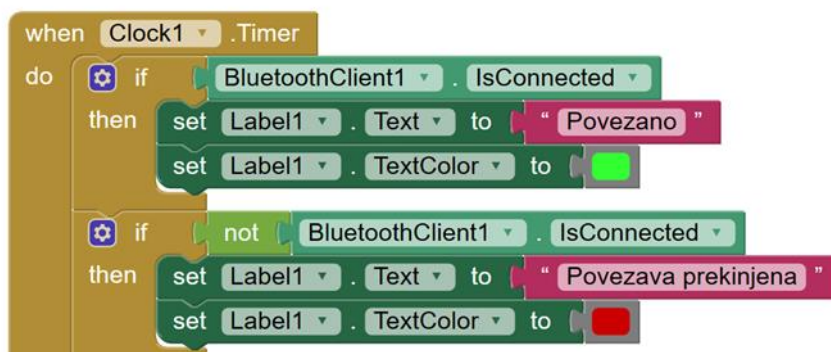 when Clock1 .Timer
do if BluetoothClient1 . IsConnected
then set Label1 . Text to " Povezano "
set Label1 . TextColor to
if not BluetoothClient1 . IsConnected
then set Label1 . Text to " Povezava prekinjena "
set Label1 . TextColor to